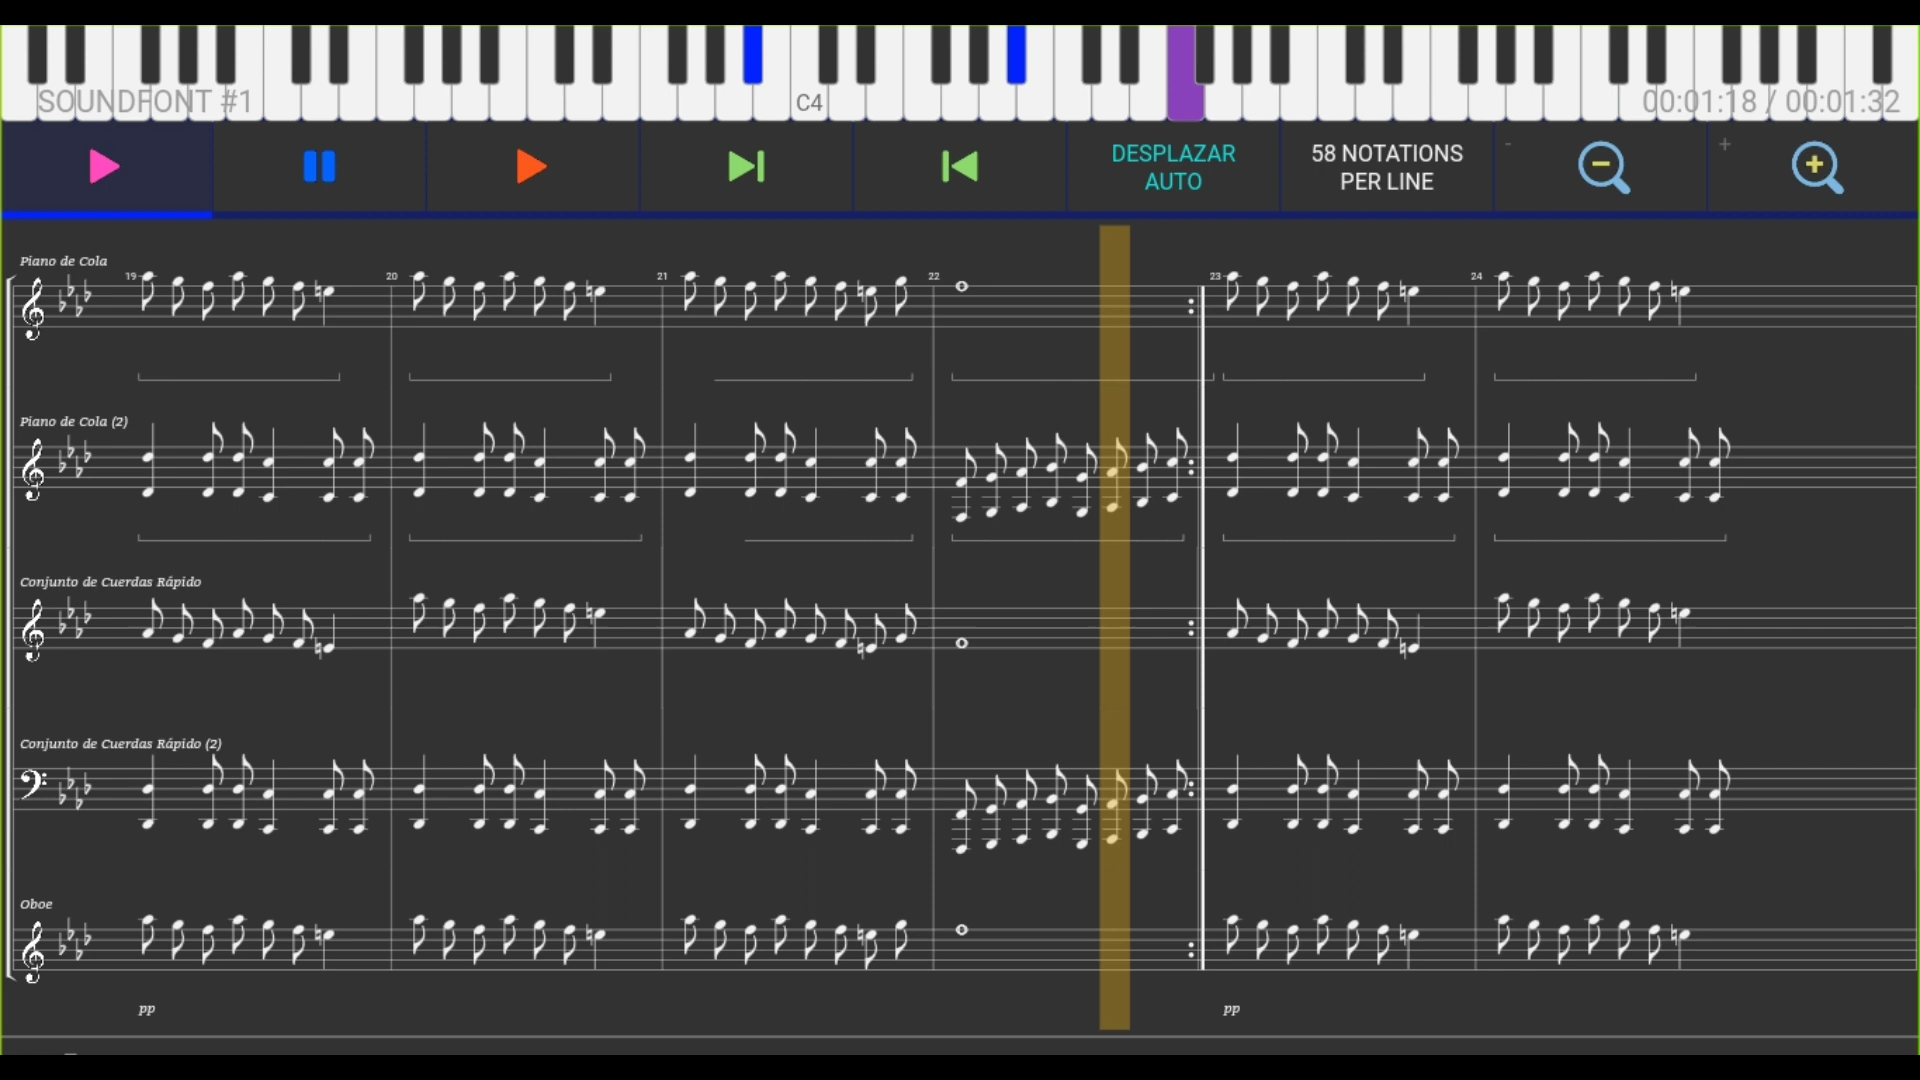 SOUNDFONT #1
C4
00:01:18 / 00:01:32
DESPLAZAR
AUTO
58 NOTATIONS
PER LINE
-
+
Piano de Cola
19
20
21
22
23
24
Piano de Cola (2)
Conjunto de Cuerdas Rápido
Conjunto de Cuerdas Rápido (2)
Oboe
pp
pp